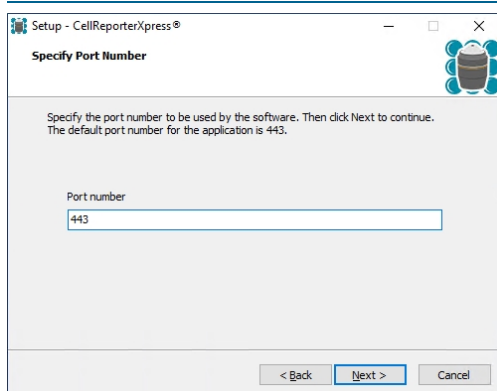 Setup - CellReporterXpress®
Specify Port Number
Specify the port number to be used by the software. Then click Next to continue.
The default port number for the application is 443.
Port number
443
< Back
Next >
Cancel